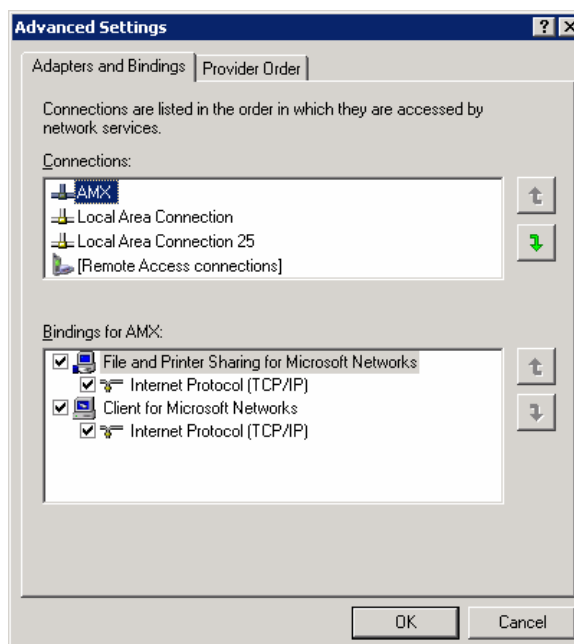 Advanced Settings
Adapters and Bindings
Provider Order
Connections are listed in the order in which they are accessed by
network services.
Connections:
AMX
Local Area Connection
Local Area Connection 25
[Remote Access connections]
Bindings for AMX:
File and Printer Sharing for Microsoft Networks
Internet Protocol (TCP/IP)
Client for Microsoft Networks
Internet Protocol (TCP/IP)
OK
Cancel